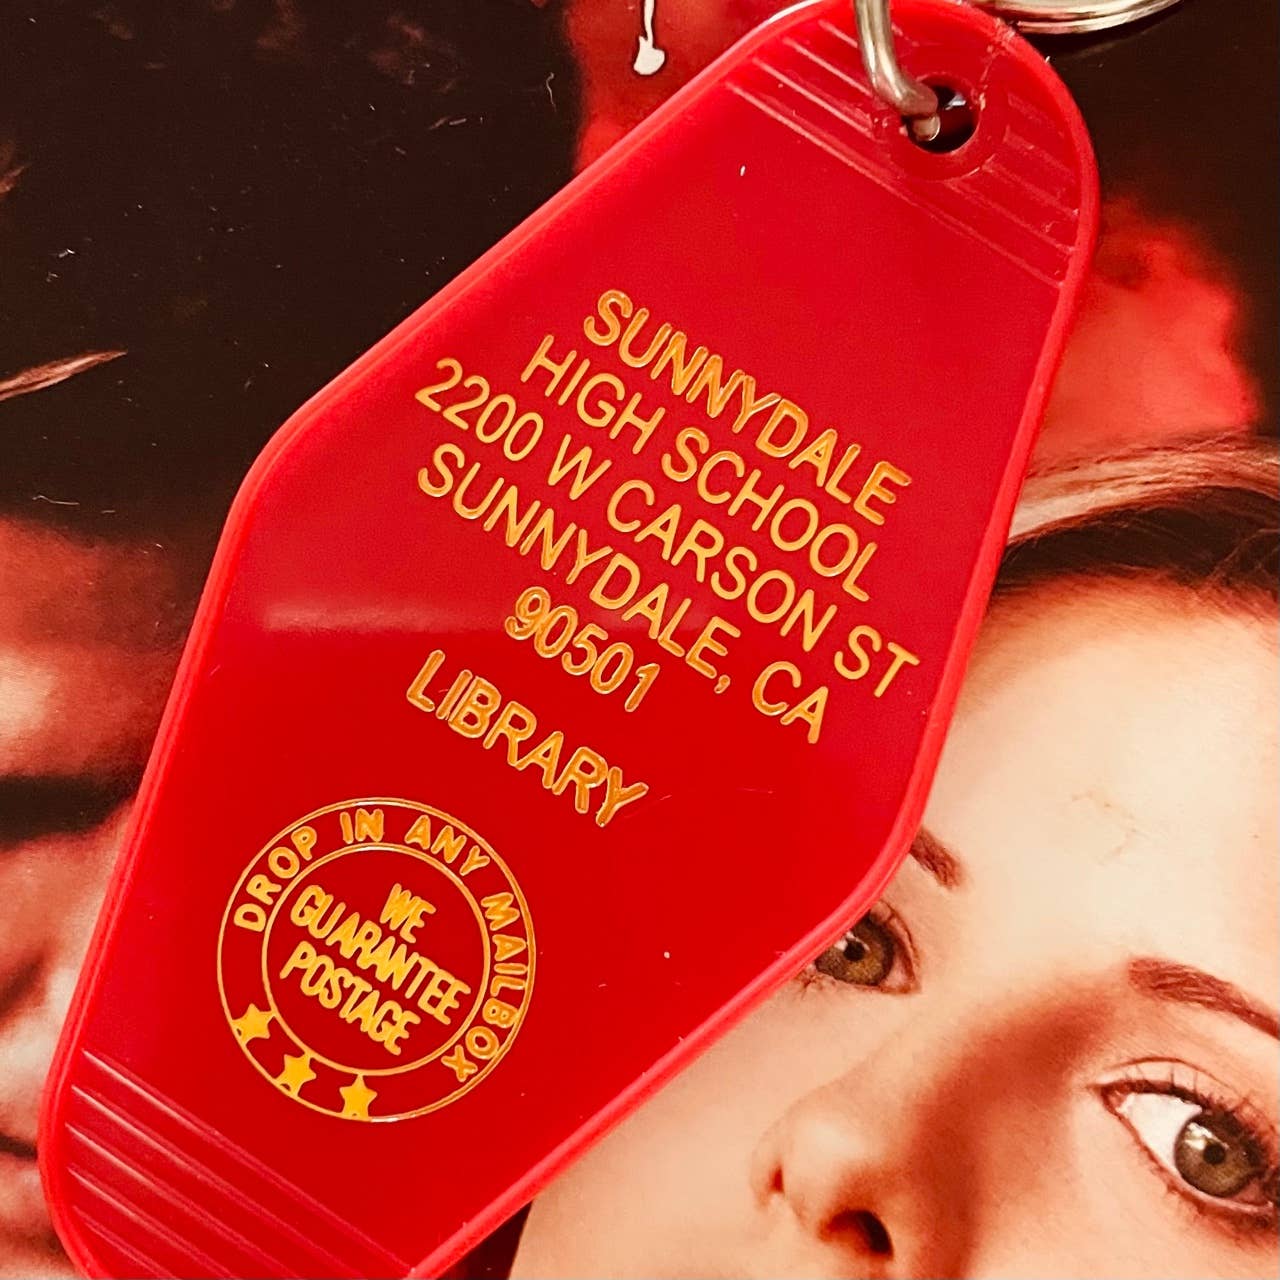 SUNNYDALE
HIGH SCHOOL
2200 W CARSON ST
SUNNYDALE, CA
90501
LIBRARY
DROP IN ANY MAILBOX
WE
GUARANTEE
POSTAGE